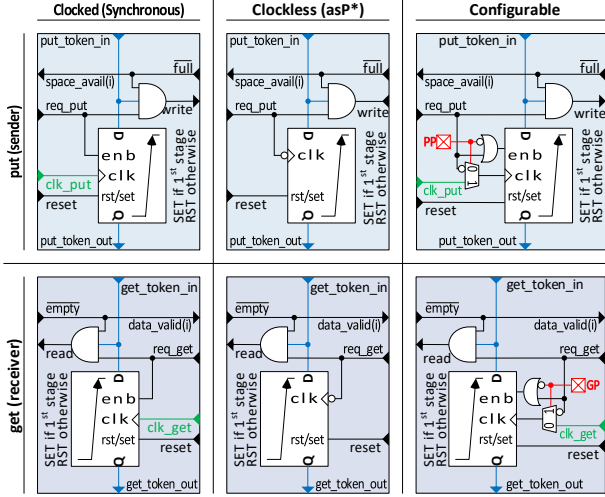 Clocked (Synchronous)
Clockless (asP*)
Configurable
put (sender)
put_token_in
full
space_avail(i)
write
req_put
D
enb
clk
clk_put
rst/set
reset
Q
SET if 1st stage
RST otherwise
put_token_out
put_token_in
full
space_avail(i)
write
req_put
D
clk
rst/set
reset
Q
SET if 1st stage
RST otherwise
put_token_out
put_token_in
full
space_avail(i)
write
req_put
PP
D
enb
0 1
clk
clk_put
rst/set
reset
Q
SET if 1st stage
RST otherwise
put_token_out
get (receiver)
get_token_in
empty
data_valid(i)
read
req_get
D
enb
clk
clk_get
rst/set
reset
Q
SET if 1st stage
RST otherwise
get_token_out
get_token_in
empty
data_valid(i)
read
req_get
D
clk
rst/set
reset
Q
SET if 1st stage
RST otherwise
get_token_out
get_token_in
empty
data_valid(i)
read
req_get
D
GP
enb
clk
0 1
clk_get
rst/set
reset
Q
SET if 1st stage
RST otherwise
get_token_out